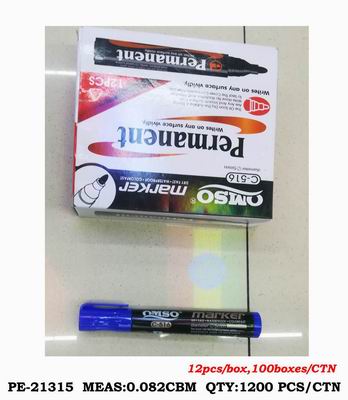 Permanent
Writes on any surface vividly
12PCS
Writes on any surface vividly
Permanent
C-516
OMSO
marker
OMSO
marker
C-516
12pcs/box,100boxes/CTN
PE-21315 MEAS:0.082CBM QTY:1200 PCS/CTN